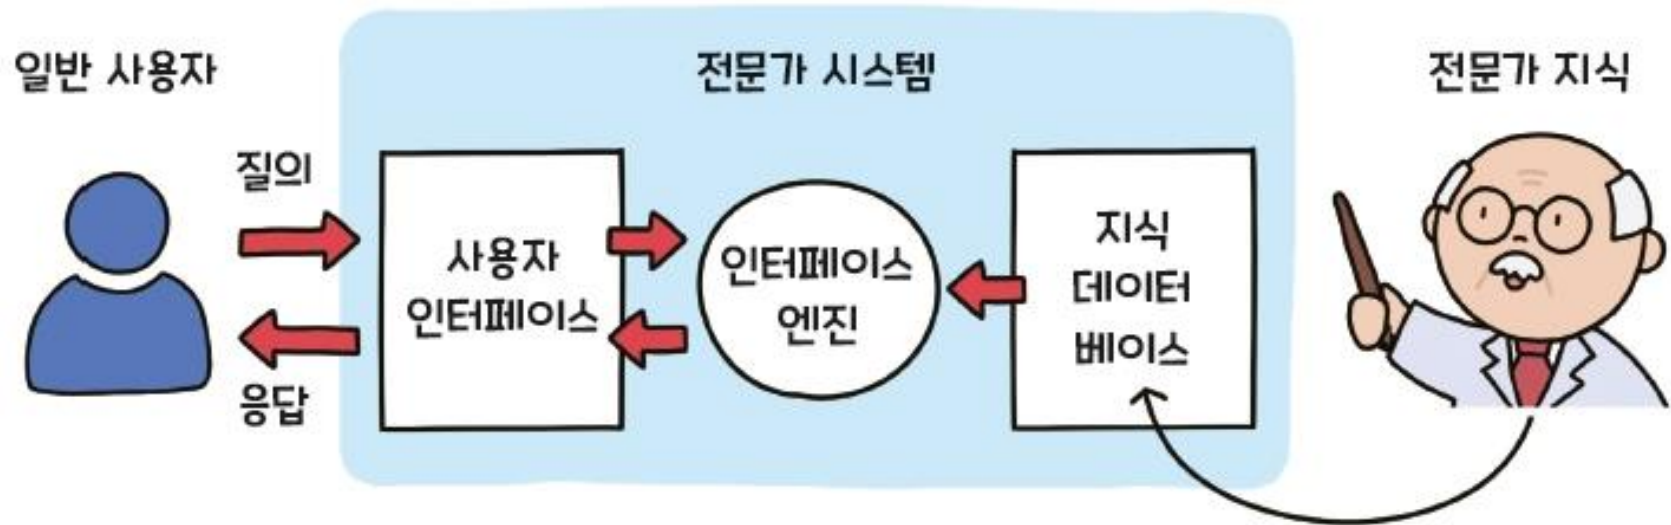 일반 사용자
전문가 시스템
전문가 지식
질의
응답
사용자
인터페이스
인터페이스
엔진
지식
데이터
베이스